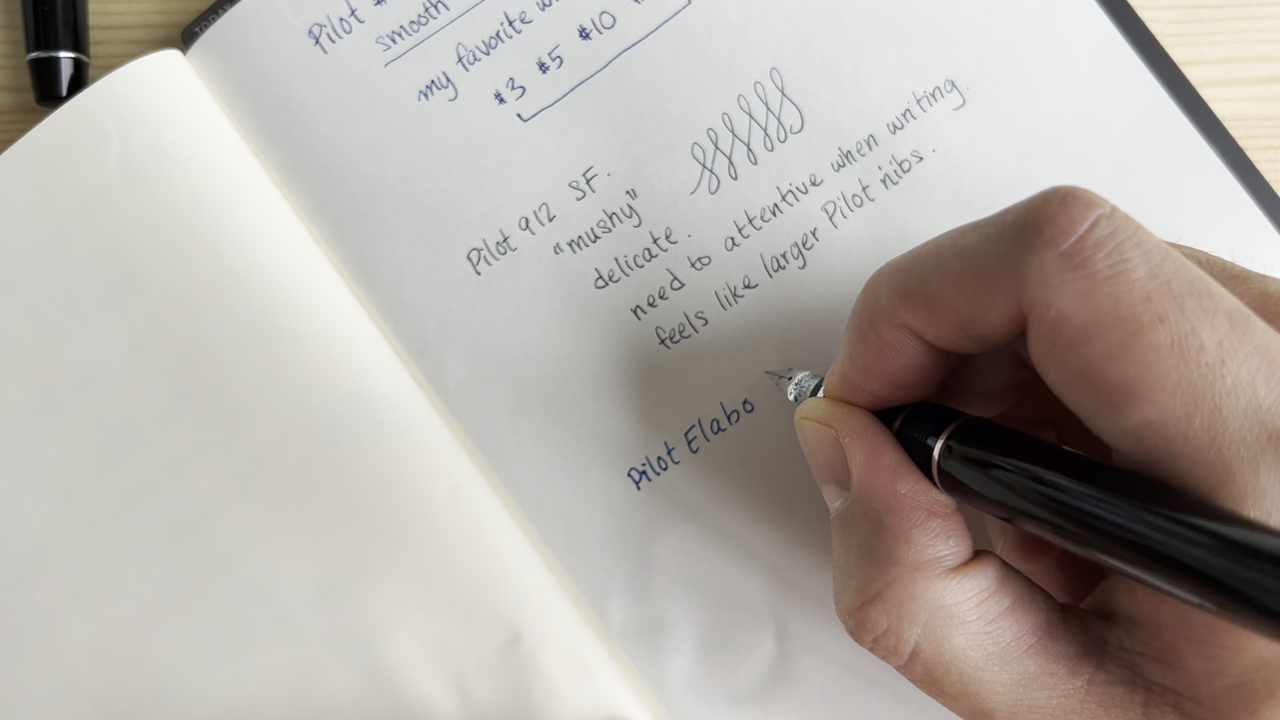 TODAY
Pilot
smooth
my favorite
$3 $5 $10
Pilot 912 SF.
"mushy"
delicate.
need to attentive when writing.
feels like larger Pilot nibs.
Pilot Elabo